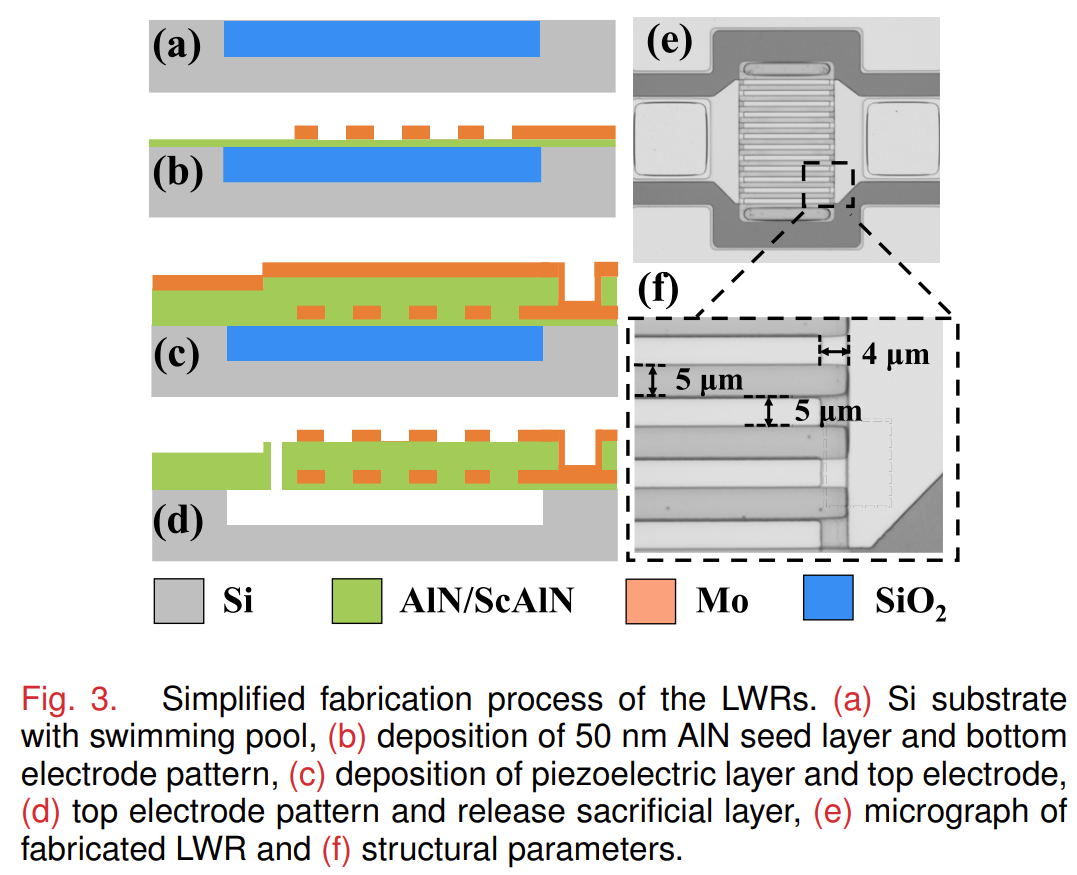 (a)
(b)
(c)
(d)
(e)
(f)
4 μm
5 μm
5 μm
Si
AlN/ScAlN
Mo
SiO2
Fig. 3. Simplified fabrication process of the LWRs. (a) Si substrate
with swimming pool, (b) deposition of 50 nm AlN seed layer and bottom
electrode pattern, (c) deposition of piezoelectric layer and top electrode,
(d) top electrode pattern and release sacrificial layer, (e) micrograph of
fabricated LWR and (f) structural parameters.